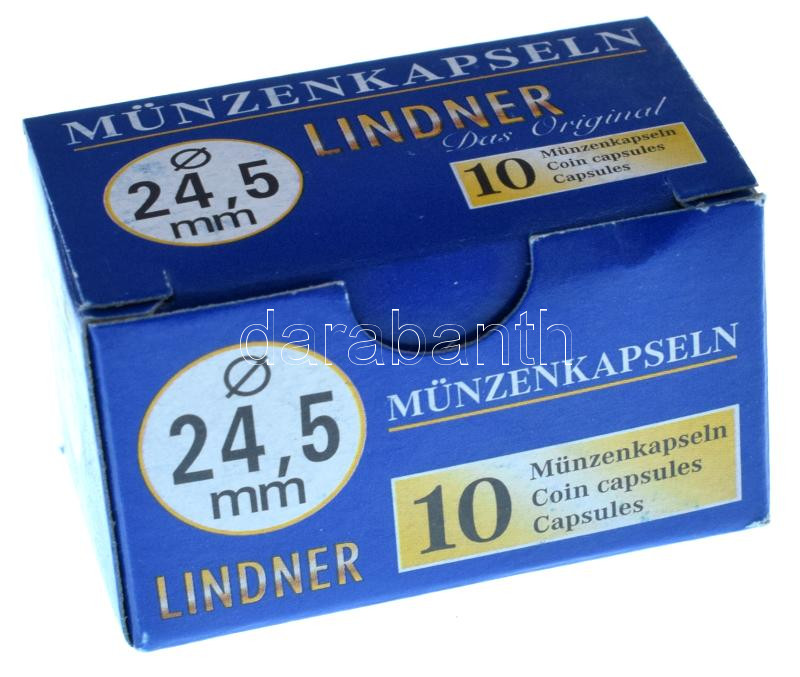 MÜNZENKAPSELN
LINDNER
Das Original
Ø
24,5
mm
10
Münzenkapseln
Coin capsules
Capsules
darabanth
Ø
24,5
mm
MÜNZENKAPSELN
10
Münzenkapseln
Coin capsules
Capsules
LINDNER